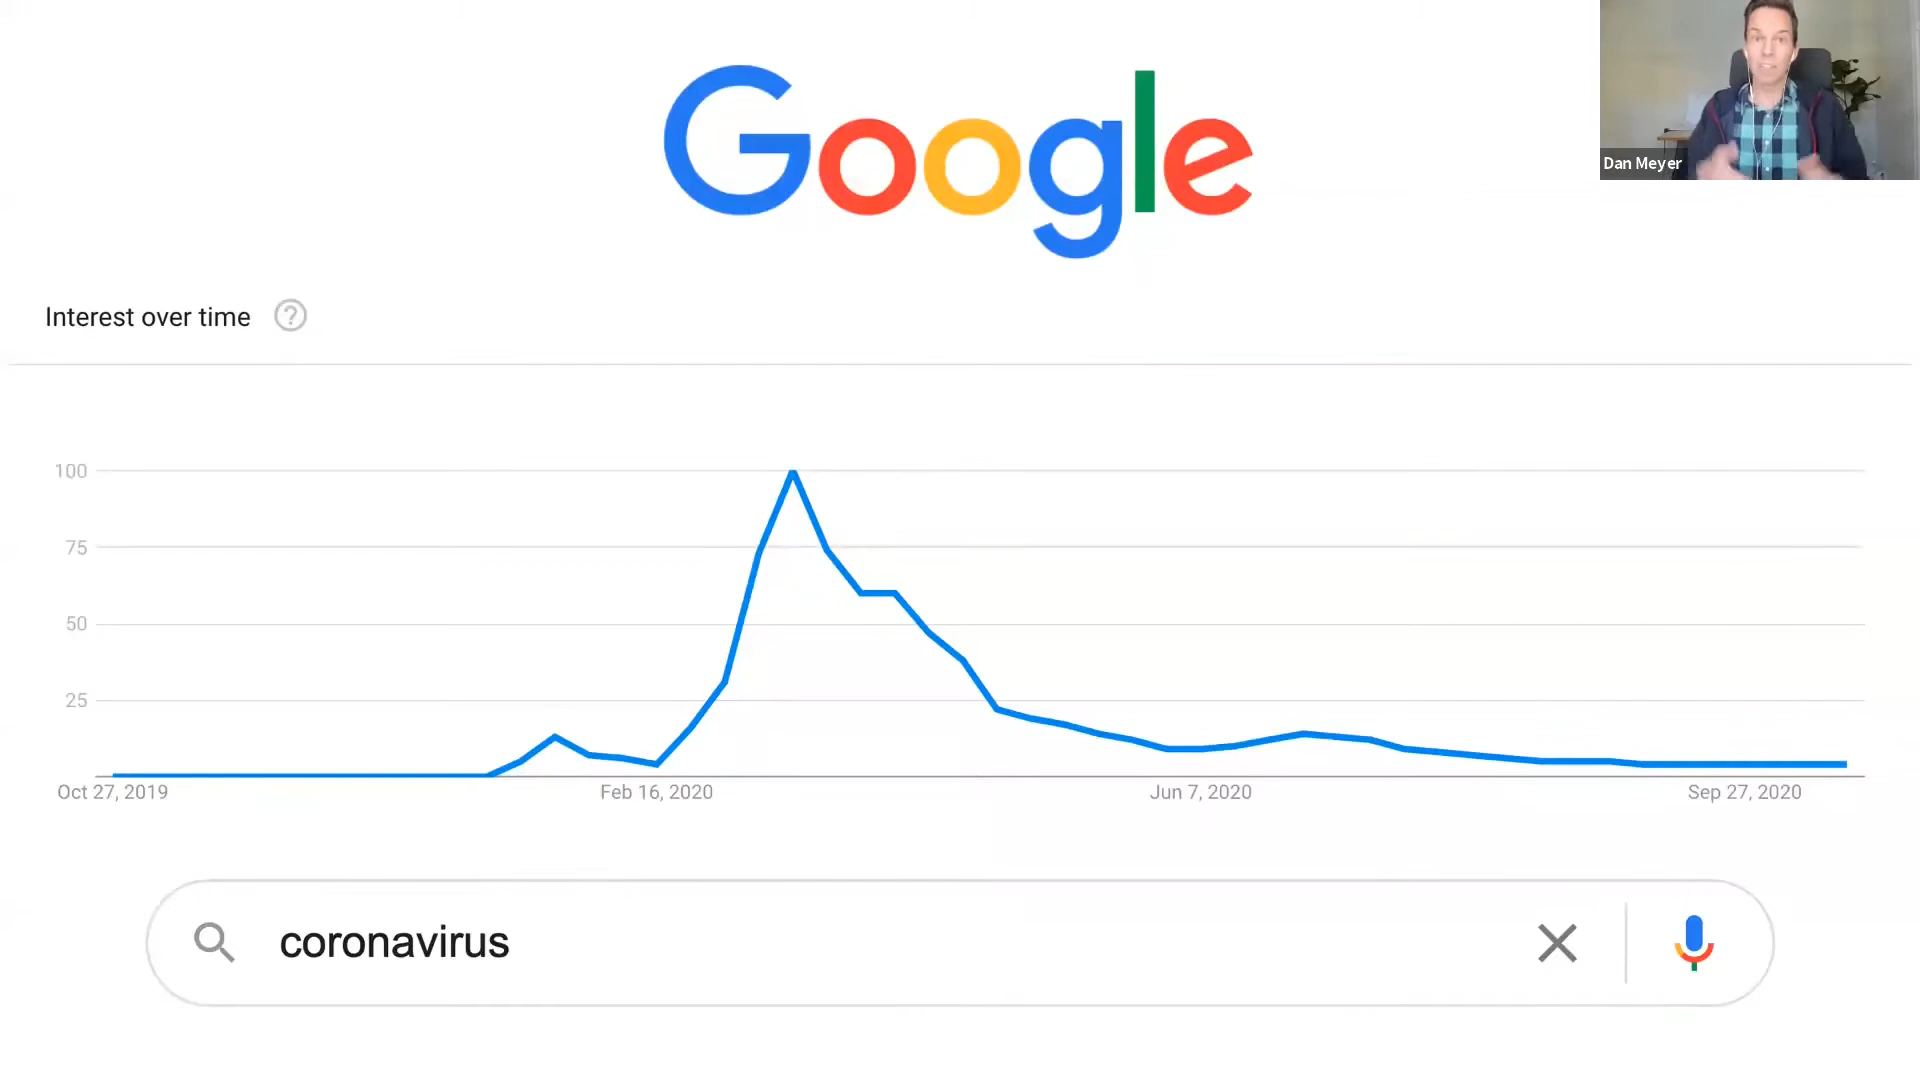 Google
Dan Meyer
Interest over time ?
100
75
50
25
Oct 27, 2019 Feb 16, 2020 Jun 7, 2020 Sep 27, 2020
coronavirus